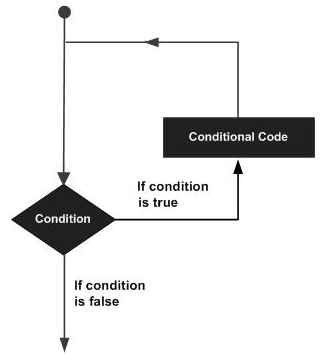 Conditional Code
If condition
is true
Condition
If condition
is false